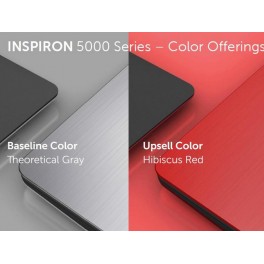 INSPIRON 5000 Series – Color Offerings
Baseline Color
Theoretical Gray
Upsell Color
Hibiscus Red